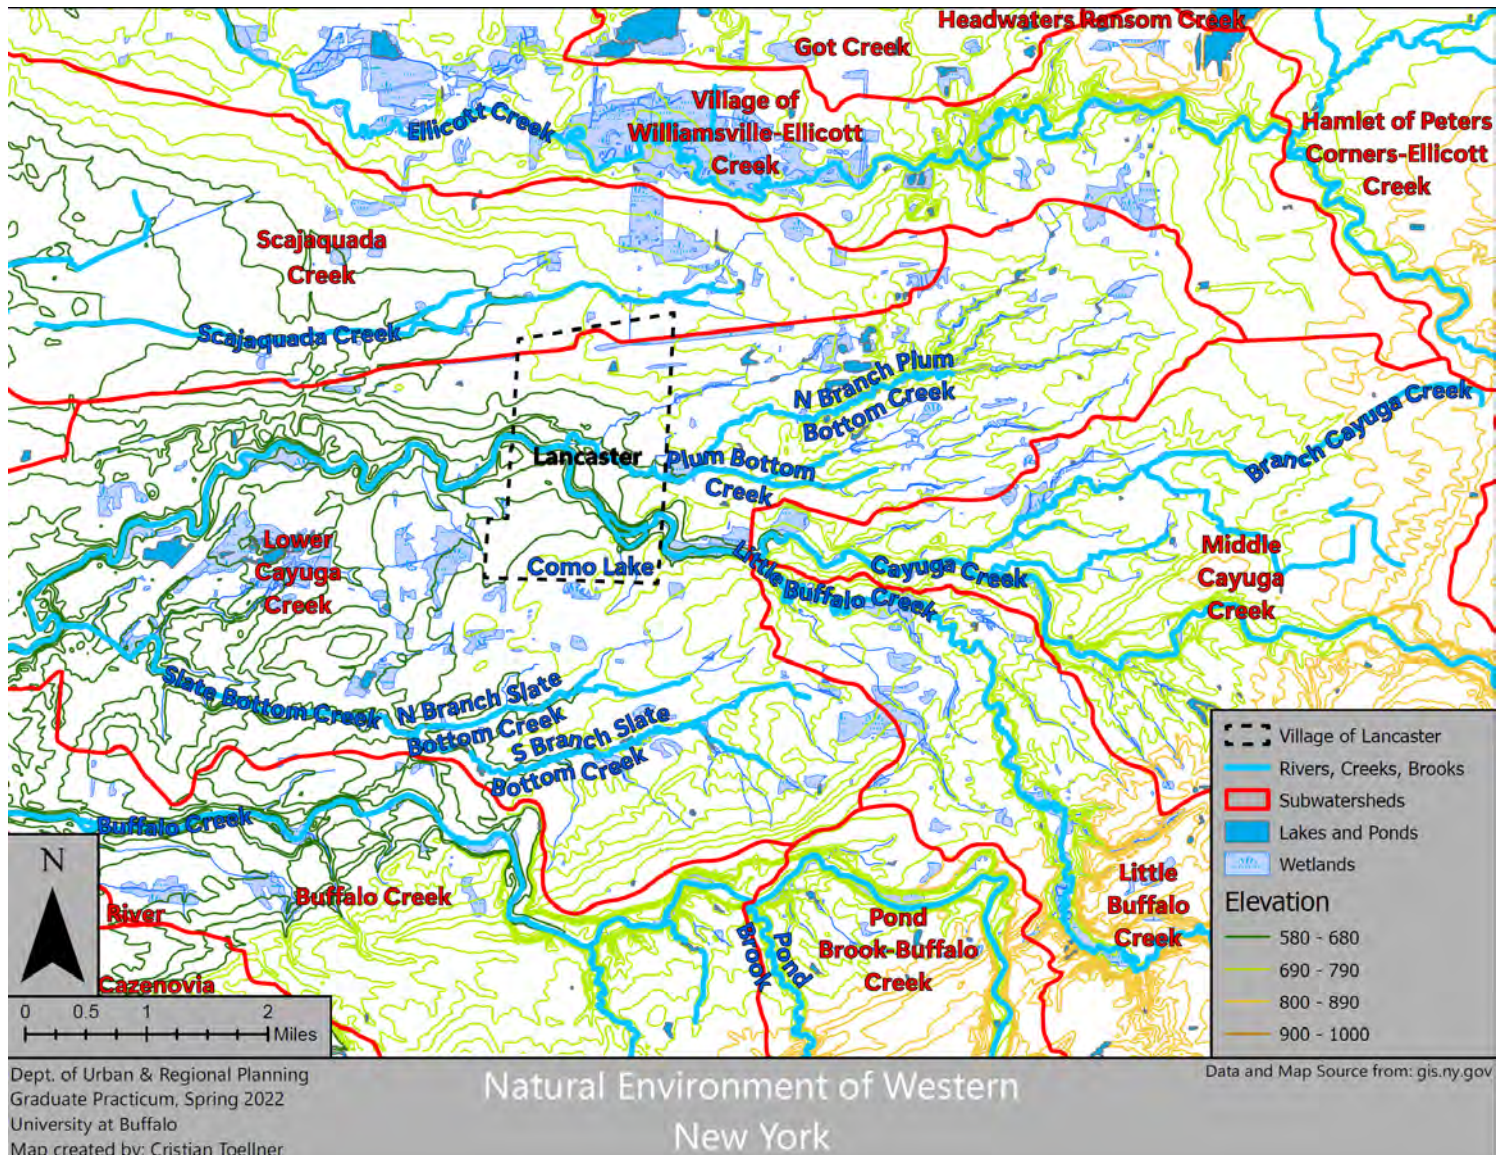 Headwaters Ransom Creek
Got Creek
Village of
Williamsville-Ellicott
Creek
Ellicott Creek
Hamlet of Peters
Corners-Ellicott
Creek
Scajaquada
Creek
Scajaquada Creek
N Branch Plum
Bottom Creek
Branch Cayuga Creek
Lancaster
Plum Bottom
Creek
Lower
Cayuga
Creek
Como Lake
Little
Buffalo Creek
Cayuga Creek
Middle
Cayuga
Creek
Slate Bottom Creek
N Branch Slate
Bottom Creek
S Branch Slate
Bottom Creek
Buffalo Creek
Buffalo Creek
River
Cazenovia
Pond
Brook
Pond
Brook-Buffalo
Creek
Little
Buffalo
Creek
Village of Lancaster
Rivers, Creeks, Brooks
Subwatersheds
Lakes and Ponds
Wetlands
Elevation
580 - 680
690 - 790
800 - 890
900 - 1000
N
0 0.5 1 2
Miles
Dept. of Urban & Regional Planning
Graduate Practicum, Spring 2022
University at Buffalo
Map created by: Cristian Toellner
Natural Environment of Western
New York
Data and Map Source from: gis.ny.gov